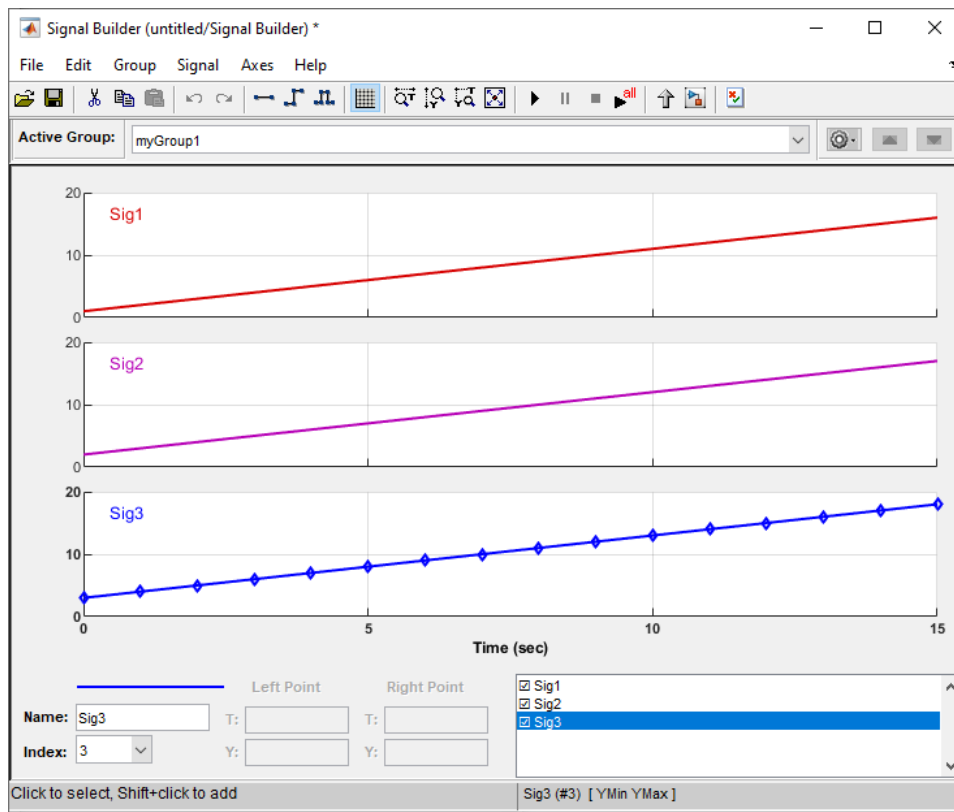 Signal Builder (untitled/Signal Builder) *
File Edit Group Signal Axes Help
all
Active Group: myGroup1
20
Sig1
10
0
20
Sig2
10
0
20
Sig3
10
0
0 5 10 15
Time (sec)
Left Point Right Point
Name: Sig3 T: T:
Index: 3 Y: Y:
Sig1
Sig2
Sig3
Click to select, Shift+click to add
Sig3 (#3) [ YMin YMax ]